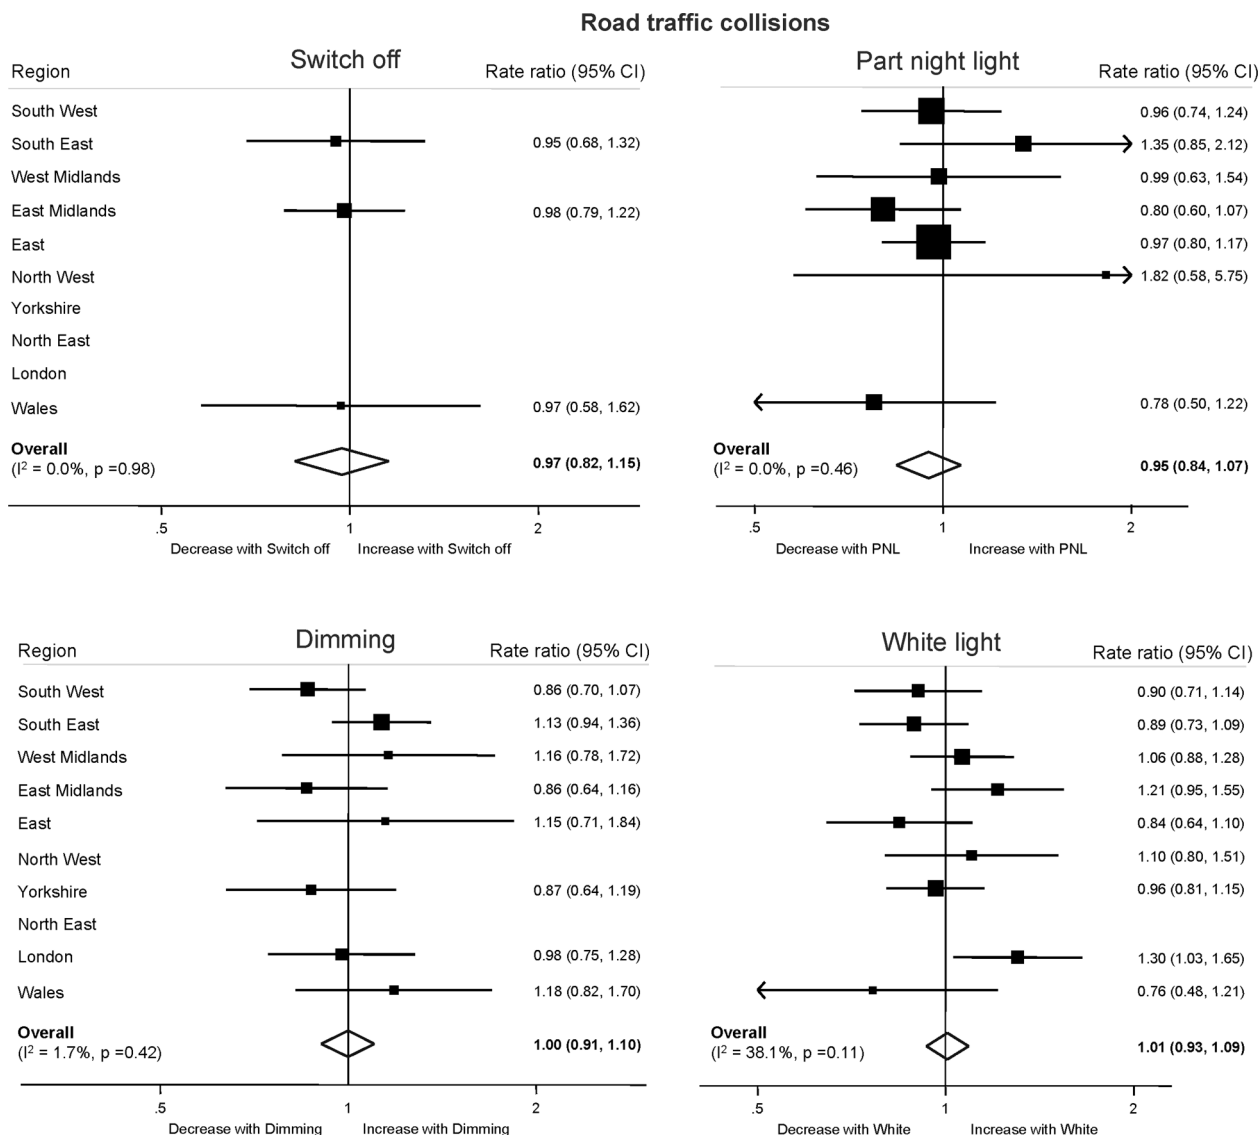 Road traffic collisions
Switch off
Region Rate ratio (95% CI)
South West
South East 0.95 (0.68, 1.32)
West Midlands
East Midlands 0.98 (0.79, 1.22)
East
North West
Yorkshire
North East
London
Wales 0.97 (0.58, 1.62)
Overall
(I² = 0.0%, p =0.98) 0.97 (0.82, 1.15)
.5 1 2
Decrease with Switch off Increase with Switch off
Part night light
Rate ratio (95% CI)
0.96 (0.74, 1.24)
1.35 (0.85, 2.12)
0.99 (0.63, 1.54)
0.80 (0.60, 1.07)
0.97 (0.80, 1.17)
1.82 (0.58, 5.75)
0.78 (0.50, 1.22)
Overall
(I² = 0.0%, p =0.46) 0.95 (0.84, 1.07)
.5 1 2
Decrease with PNL Increase with PNL
Dimming
Region Rate ratio (95% CI)
South West 0.86 (0.70, 1.07)
South East 1.13 (0.94, 1.36)
West Midlands 1.16 (0.78, 1.72)
East Midlands 0.86 (0.64, 1.16)
East 1.15 (0.71, 1.84)
North West
Yorkshire 0.87 (0.64, 1.19)
North East
London 0.98 (0.75, 1.28)
Wales 1.18 (0.82, 1.70)
Overall
(I² = 1.7%, p =0.42) 1.00 (0.91, 1.10)
.5 1 2
Decrease with Dimming Increase with Dimming
White light
Rate ratio (95% CI)
0.90 (0.71, 1.14)
0.89 (0.73, 1.09)
1.06 (0.88, 1.28)
1.21 (0.95, 1.55)
0.84 (0.64, 1.10)
1.10 (0.80, 1.51)
0.96 (0.81, 1.15)
1.30 (1.03, 1.65)
0.76 (0.48, 1.21)
Overall
(I² = 38.1%, p =0.11) 1.01 (0.93, 1.09)
.5 1 2
Decrease with White Increase with White